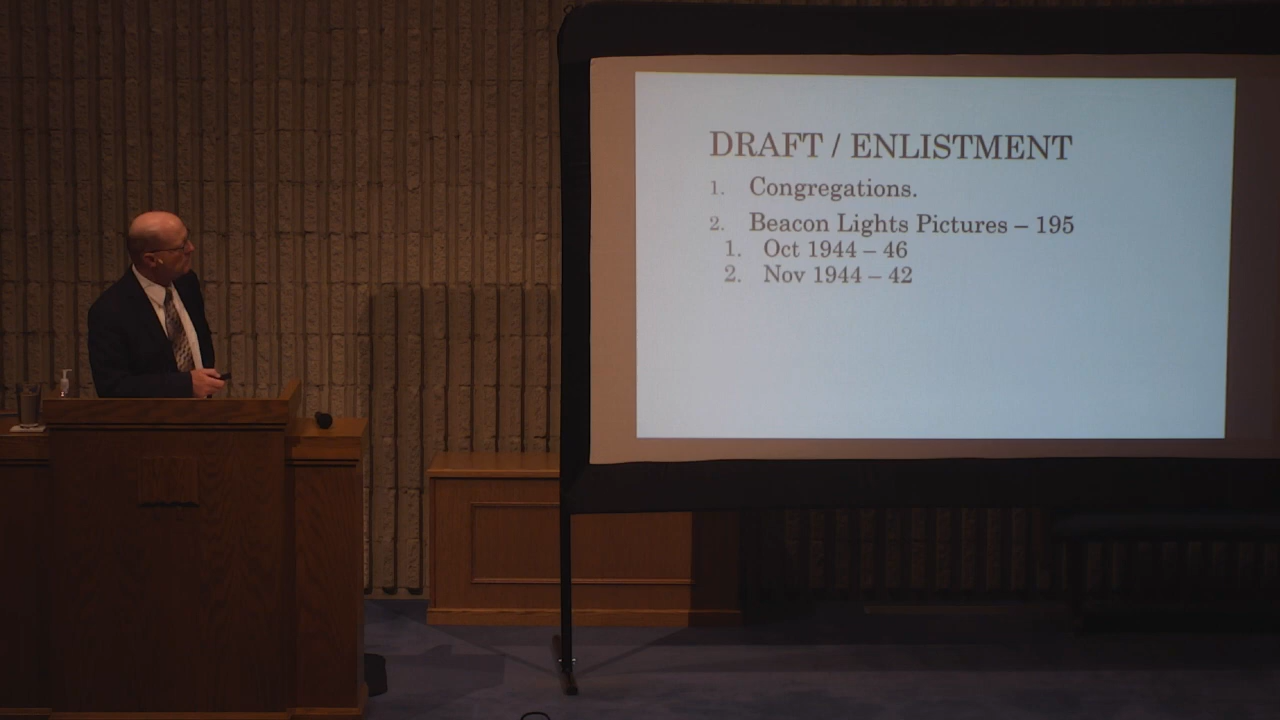 DRAFT / ENLISTMENT
1. Congregations.
2. Beacon Lights Pictures – 195
1. Oct 1944 – 46
2. Nov 1944 – 42